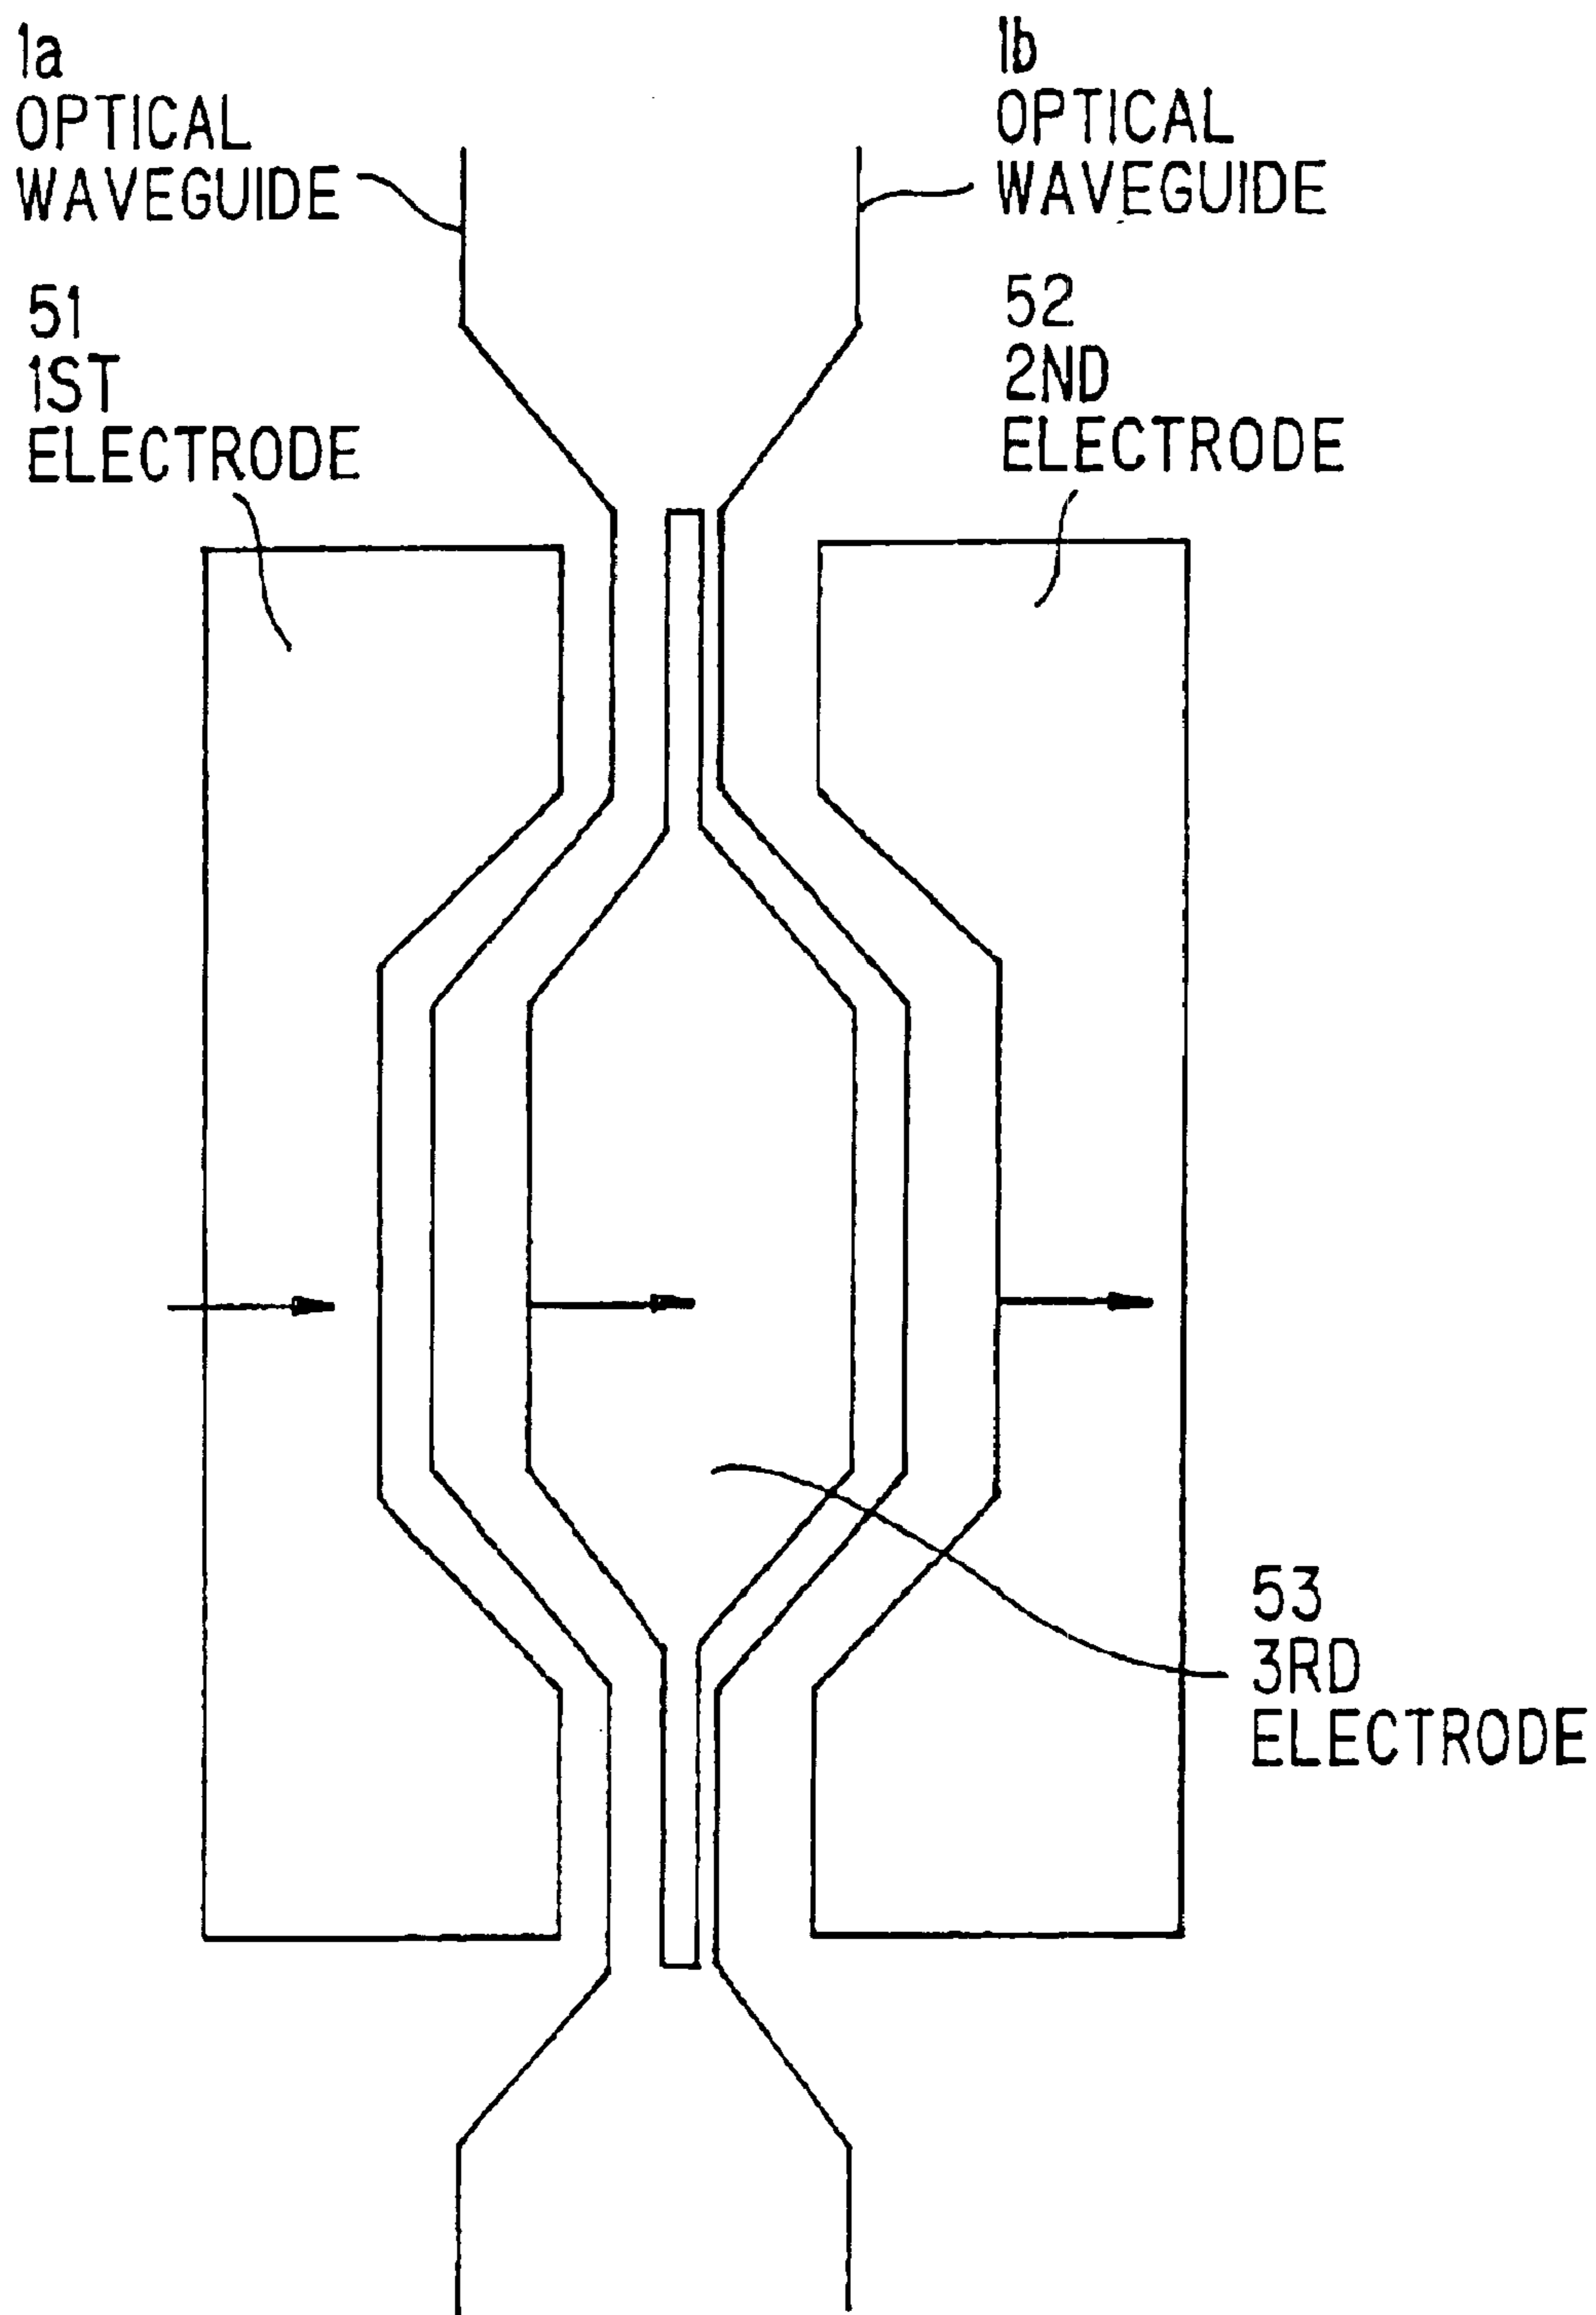 1a
OPTICAL
WAVEGUIDE
1b
OPTICAL
WAVEGUIDE
51
1ST
ELECTRODE
52
2ND
ELECTRODE
53
3RD
ELECTRODE